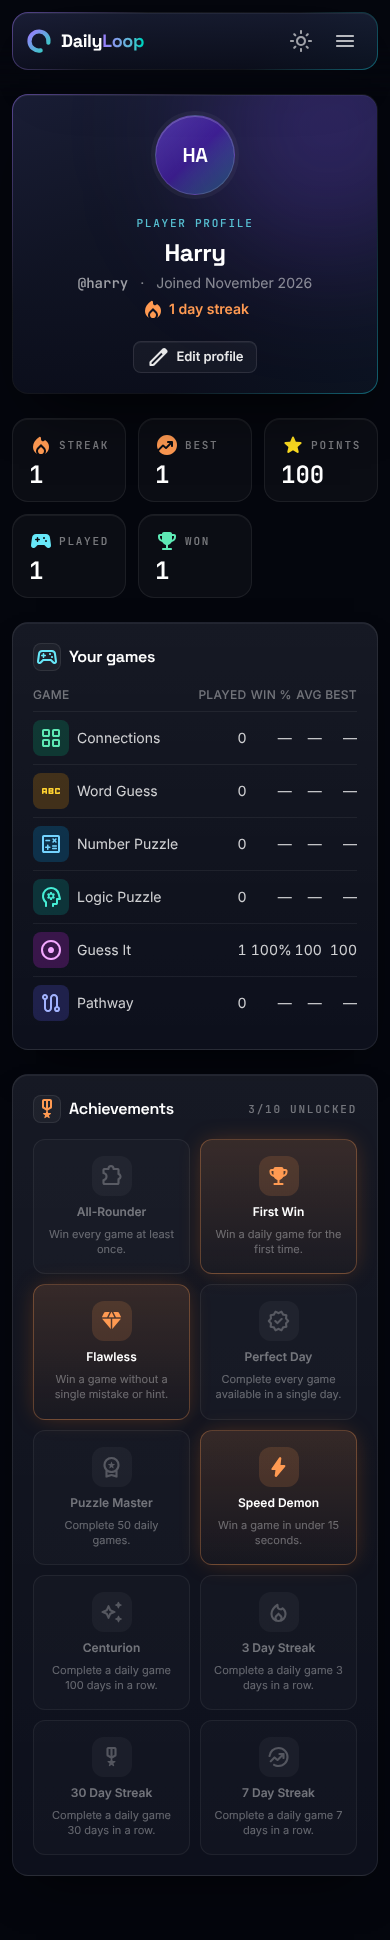 DailyLoop
HA
PLAYER PROFILE
Harry
@harry · Joined November 2026
1 day streak
Edit profile
STREAK
1
BEST
1
POINTS
100
PLAYED
1
WON
1
Your games
GAME PLAYED WIN % AVG BEST
Connections 0 — — —
ABC Word Guess 0 — — —
Number Puzzle 0 — — —
Logic Puzzle 0 — — —
Guess It 1 100% 100 100
Pathway 0 — — —
Achievements 3/10 UNLOCKED
All-Rounder
Win every game at least
once.
First Win
Win a daily game for the
first time.
Flawless
Win a game without a
single mistake or hint.
Perfect Day
Complete every game
available in a single day.
Puzzle Master
Complete 50 daily
games.
Speed Demon
Win a game in under 15
seconds.
Centurion
Complete a daily game
100 days in a row.
3 Day Streak
Complete a daily game 3
days in a row.
30 Day Streak
Complete a daily game
30 days in a row.
7 Day Streak
Complete a daily game 7
days in a row.